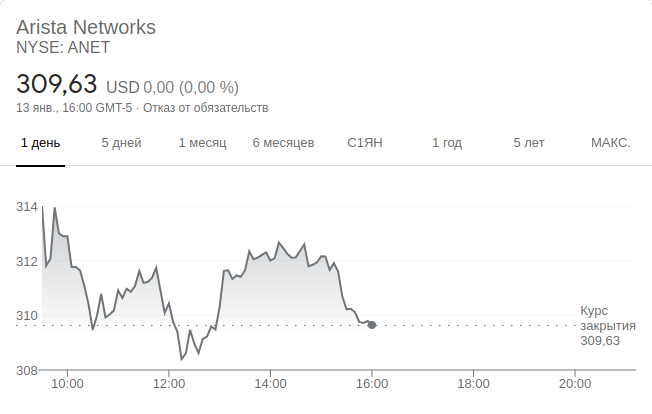 Arista Networks
NYSE: ANET
309,63 USD 0,00 (0,00 %)
13 янв., 16:00 GMT-5 · Отказ от обязательств
1 день 5 дней 1 месяц 6 месяцев С1ЯН 1 год 5 лет МАКС.
314
312
310
308
Курс
закрытия
309,63
10:00 12:00 14:00 16:00 18:00 20:00